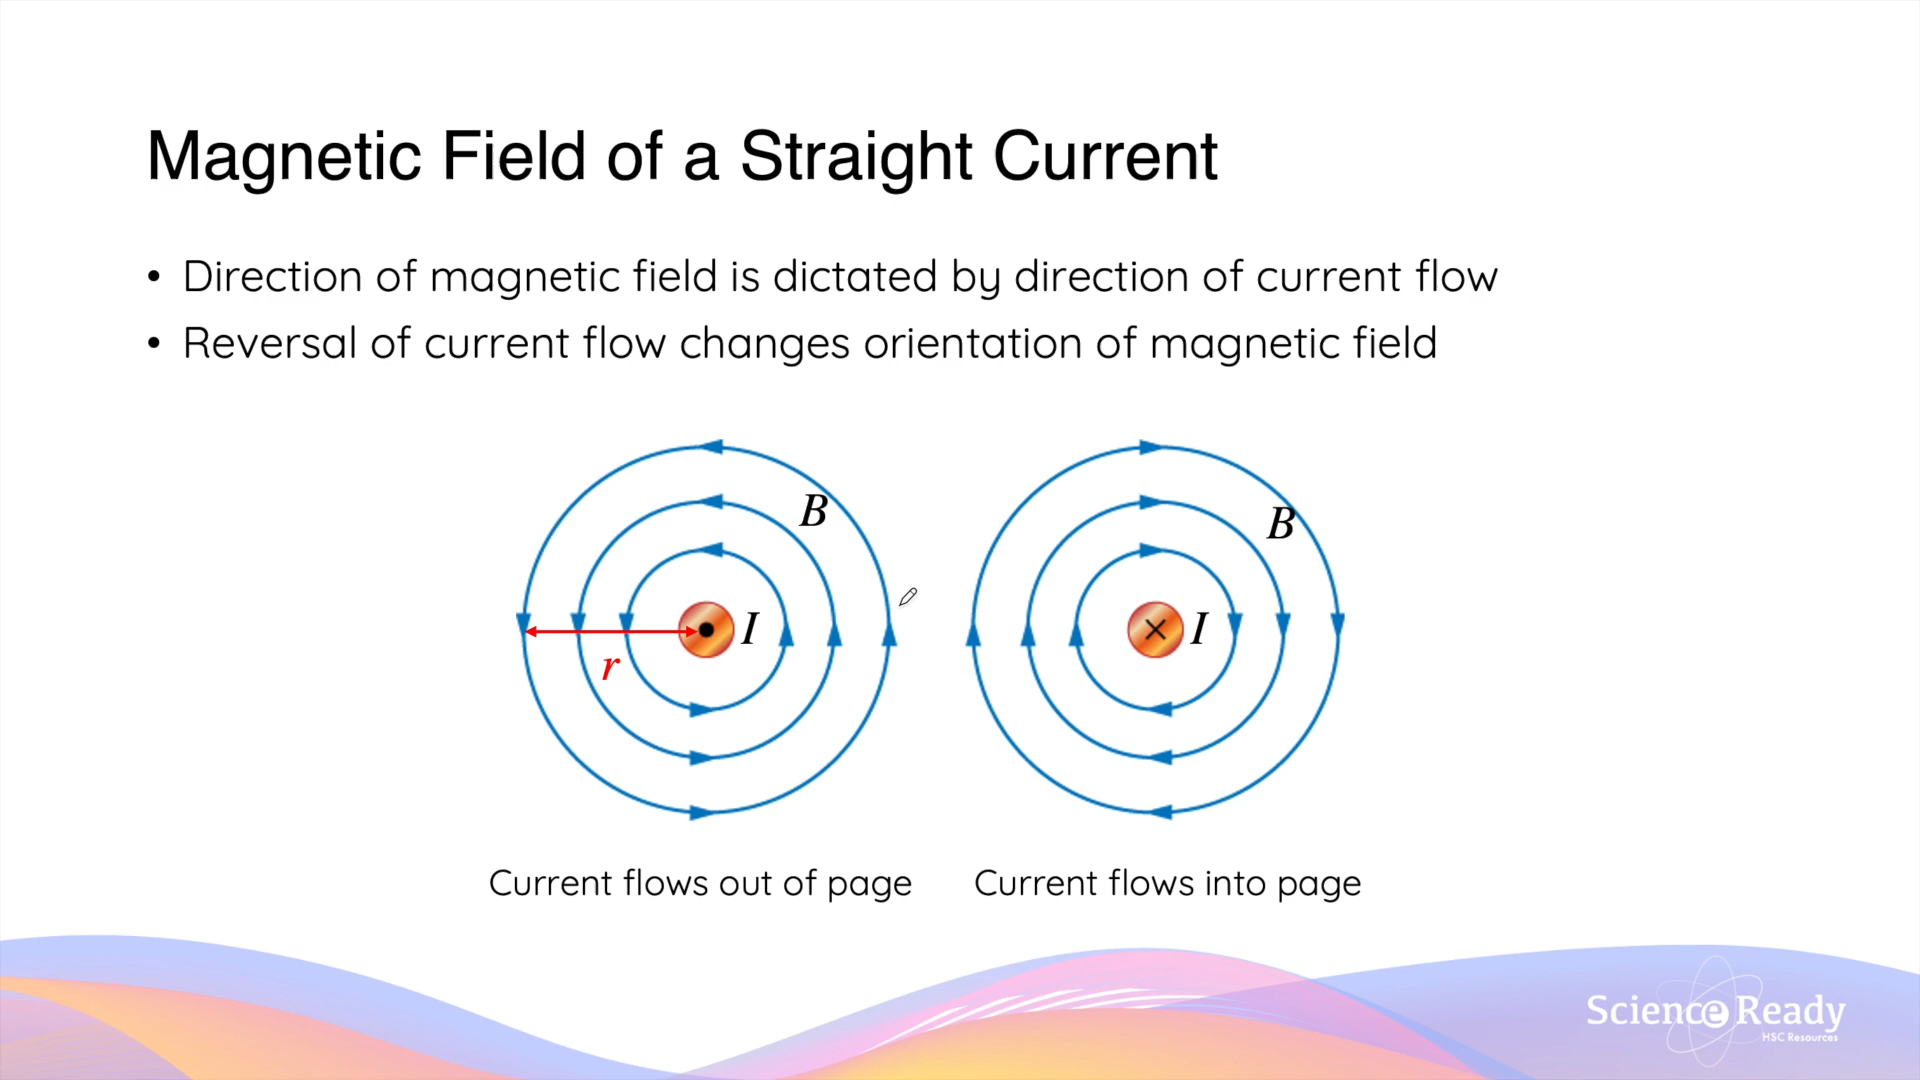 Magnetic Field of a Straight Current
• Direction of magnetic field is dictated by direction of current flow
• Reversal of current flow changes orientation of magnetic field
B
B
I
I
r
Current flows out of page
Current flows into page
Science Ready
HSC Resources